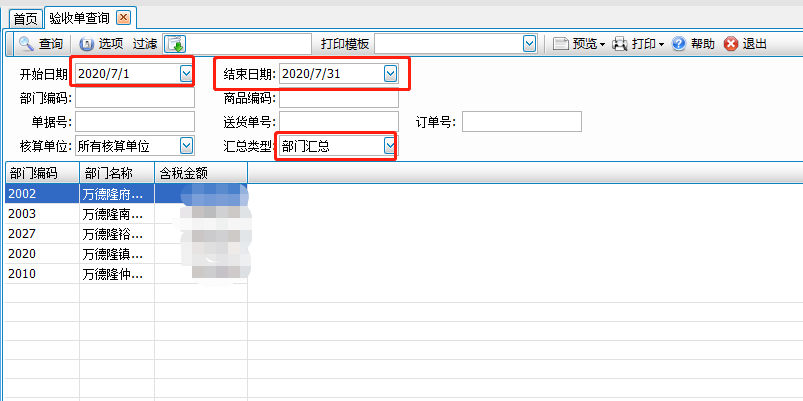 首页 验收单查询
查询 选项 过滤 打印模板 预览 打印 帮助 退出
开始日期 2020/7/1 结束日期: 2020/7/31
部门编码: 商品编码:
单据号: 送货单号: 订单号:
核算单位: 所有核算单位 汇总类型: 部门汇总
部门编码 部门名称 含税金额
2002 万德隆府...
2003 万德隆南...
2027 万德隆裕...
2020 万德隆镇...
2010 万德隆仲...